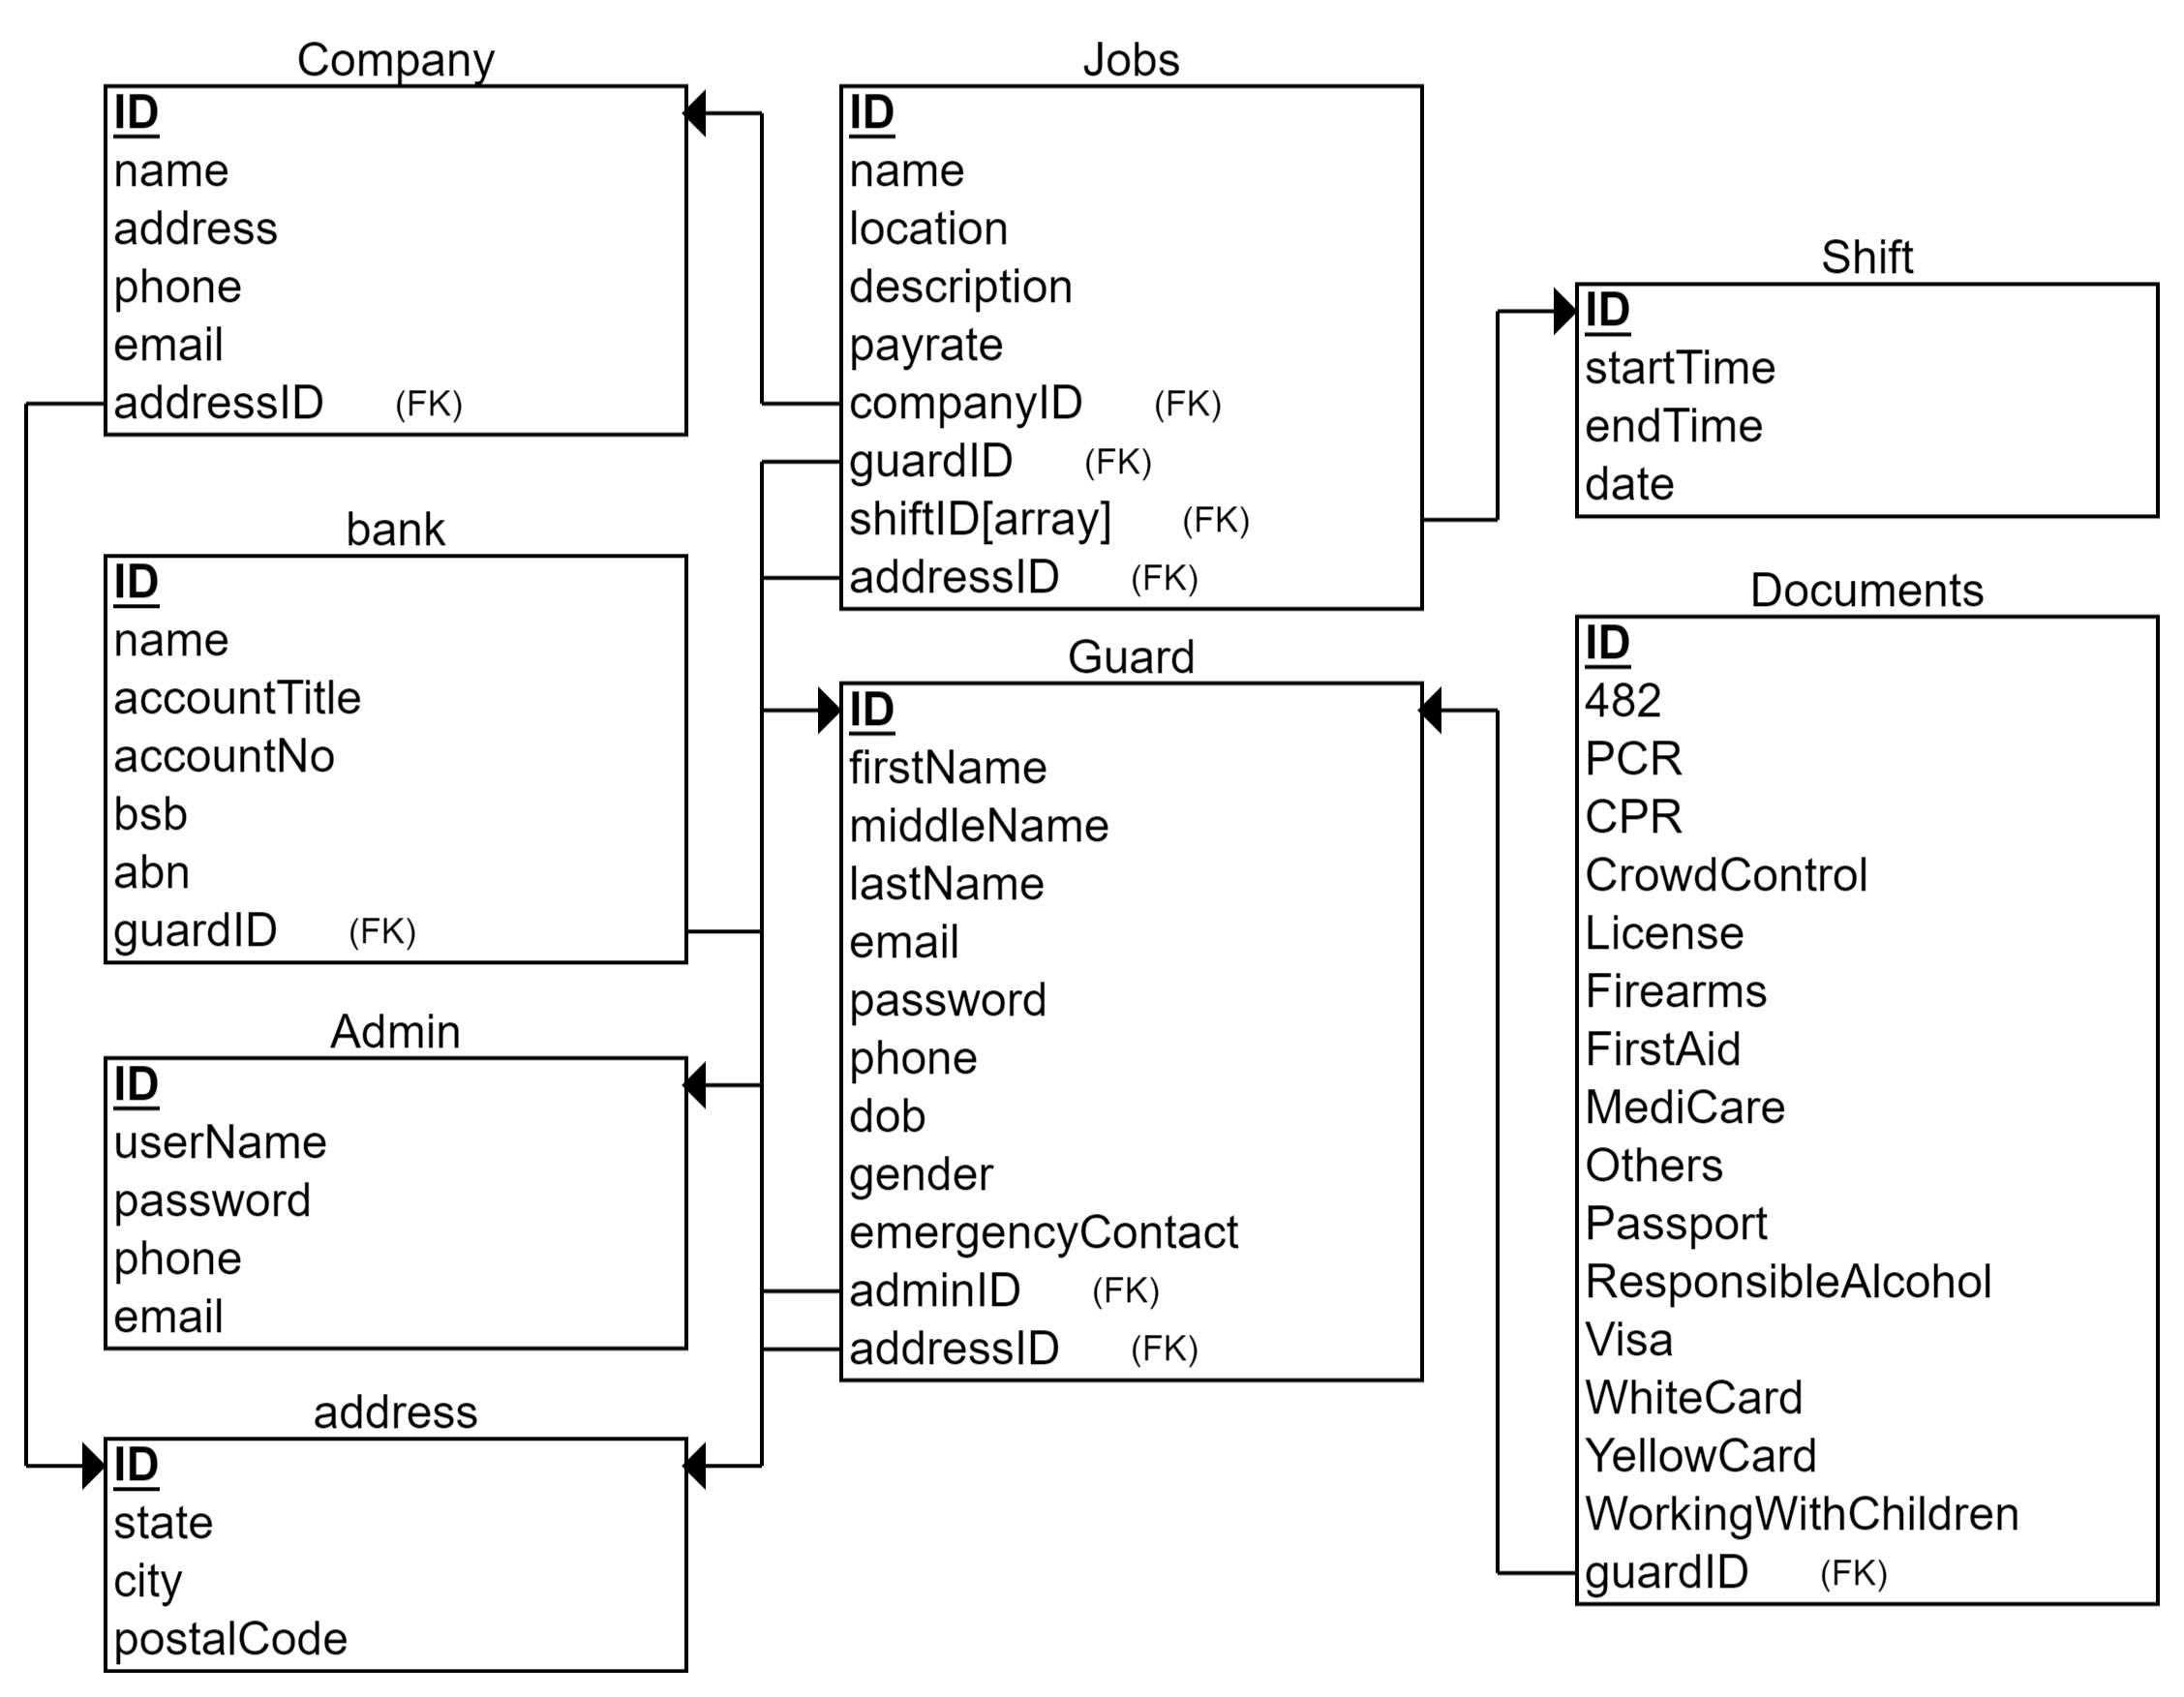 Company
ID
name
address
phone
email
addressID (FK)
Jobs
ID
name
location
description
payrate
companyID (FK)
guardID (FK)
shiftID[array] (FK)
addressID (FK)
Shift
ID
startTime
endTime
date
bank
ID
name
accountTitle
accountNo
bsb
abn
guardID (FK)
Guard
ID
firstName
middleName
lastName
email
password
phone
dob
gender
emergencyContact
adminID (FK)
addressID (FK)
Documents
ID
482
PCR
CPR
CrowdControl
License
Firearms
FirstAid
MediCare
Others
Passport
ResponsibleAlcohol
Visa
WhiteCard
YellowCard
WorkingWithChildren
guardID (FK)
Admin
ID
userName
password
phone
email
address
ID
state
city
postalCode